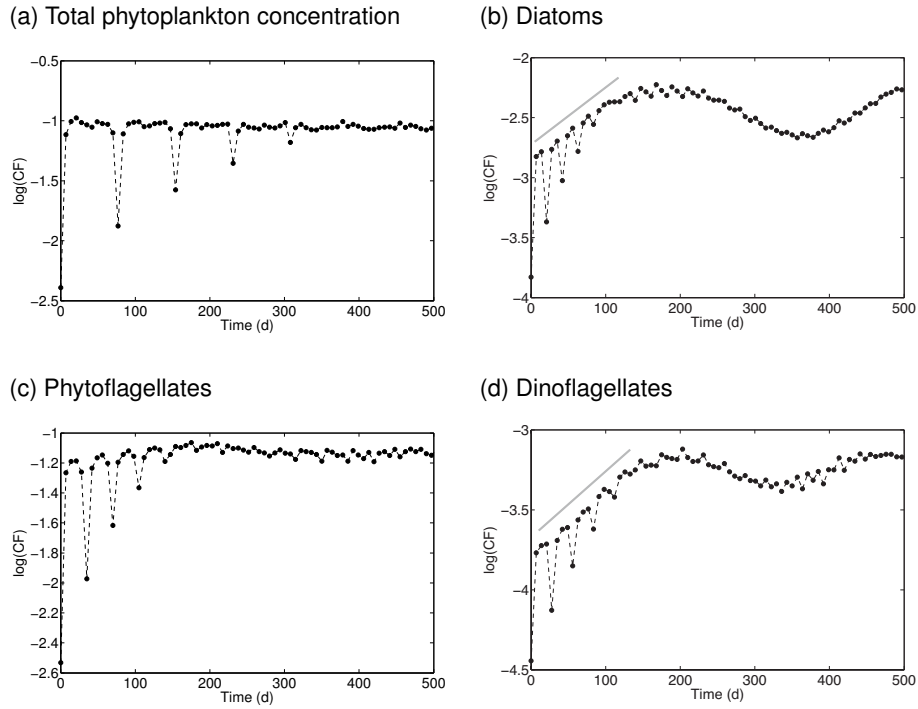 (a) Total phytoplankton concentration
−0.5
−1
−1.5
−2
−2.5
log(CF)
0 100 200 300 400 500
Time (d)
(b) Diatoms
−2
−2.5
−3
−3.5
−4
log(CF)
0 100 200 300 400 500
Time (d)
(c) Phytoflagellates
−1
−1.2
−1.4
−1.6
−1.8
−2
−2.2
−2.4
−2.6
log(CF)
0 100 200 300 400 500
Time (d)
(d) Dinoflagellates
−3
−3.5
−4
−4.5
log(CF)
0 100 200 300 400 500
Time (d)